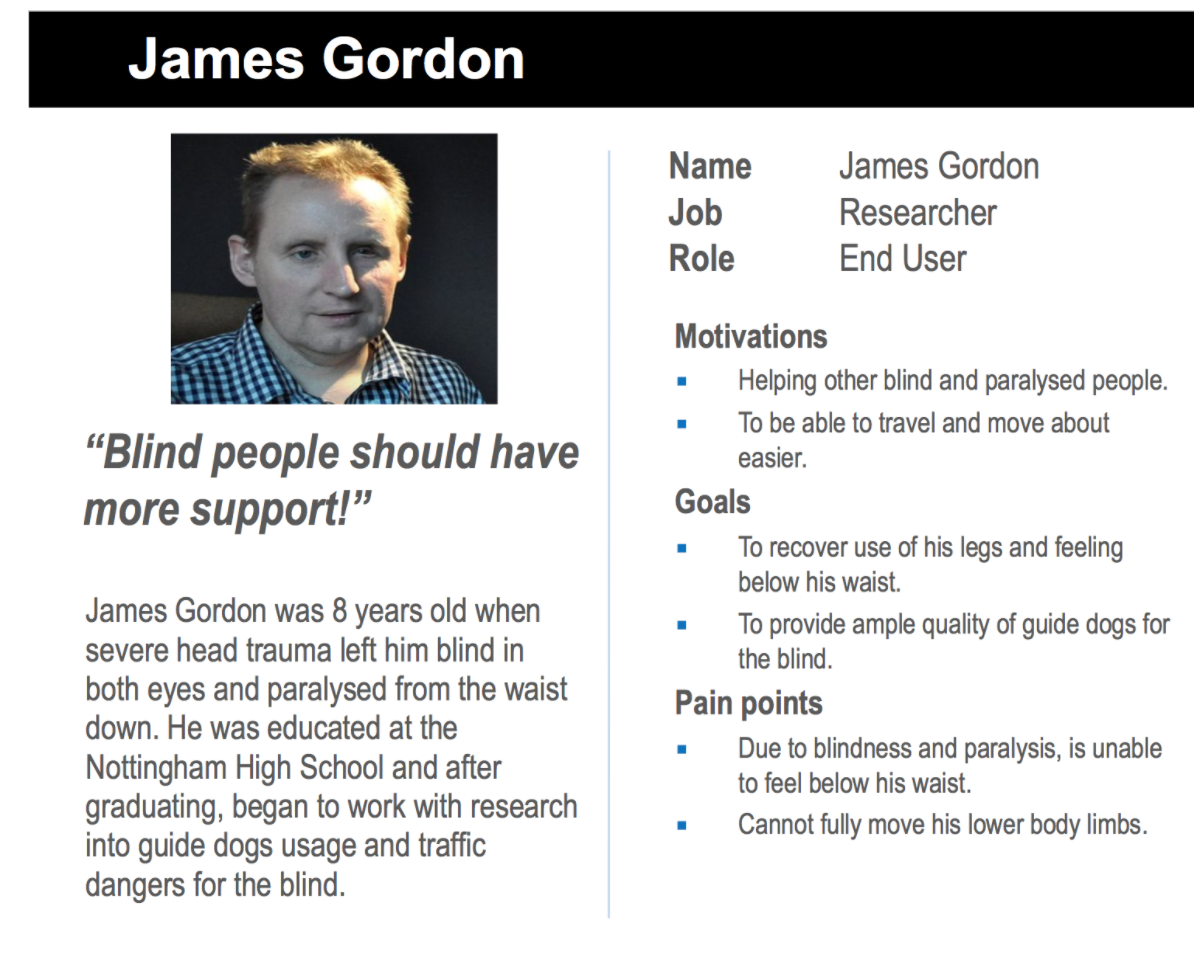 James Gordon
“Blind people should have
more support!”
James Gordon was 8 years old when
severe head trauma left him blind in
both eyes and paralysed from the waist
down. He was educated at the
Nottingham High School and after
graduating, began to work with research
into guide dogs usage and traffic
dangers for the blind.
Name James Gordon
Job Researcher
Role End User
Motivations
▪ Helping other blind and paralysed people.
▪ To be able to travel and move about
easier.
Goals
▪ To recover use of his legs and feeling
below his waist.
▪ To provide ample quality of guide dogs for
the blind.
Pain points
▪ Due to blindness and paralysis, is unable
to feel below his waist.
▪ Cannot fully move his lower body limbs.